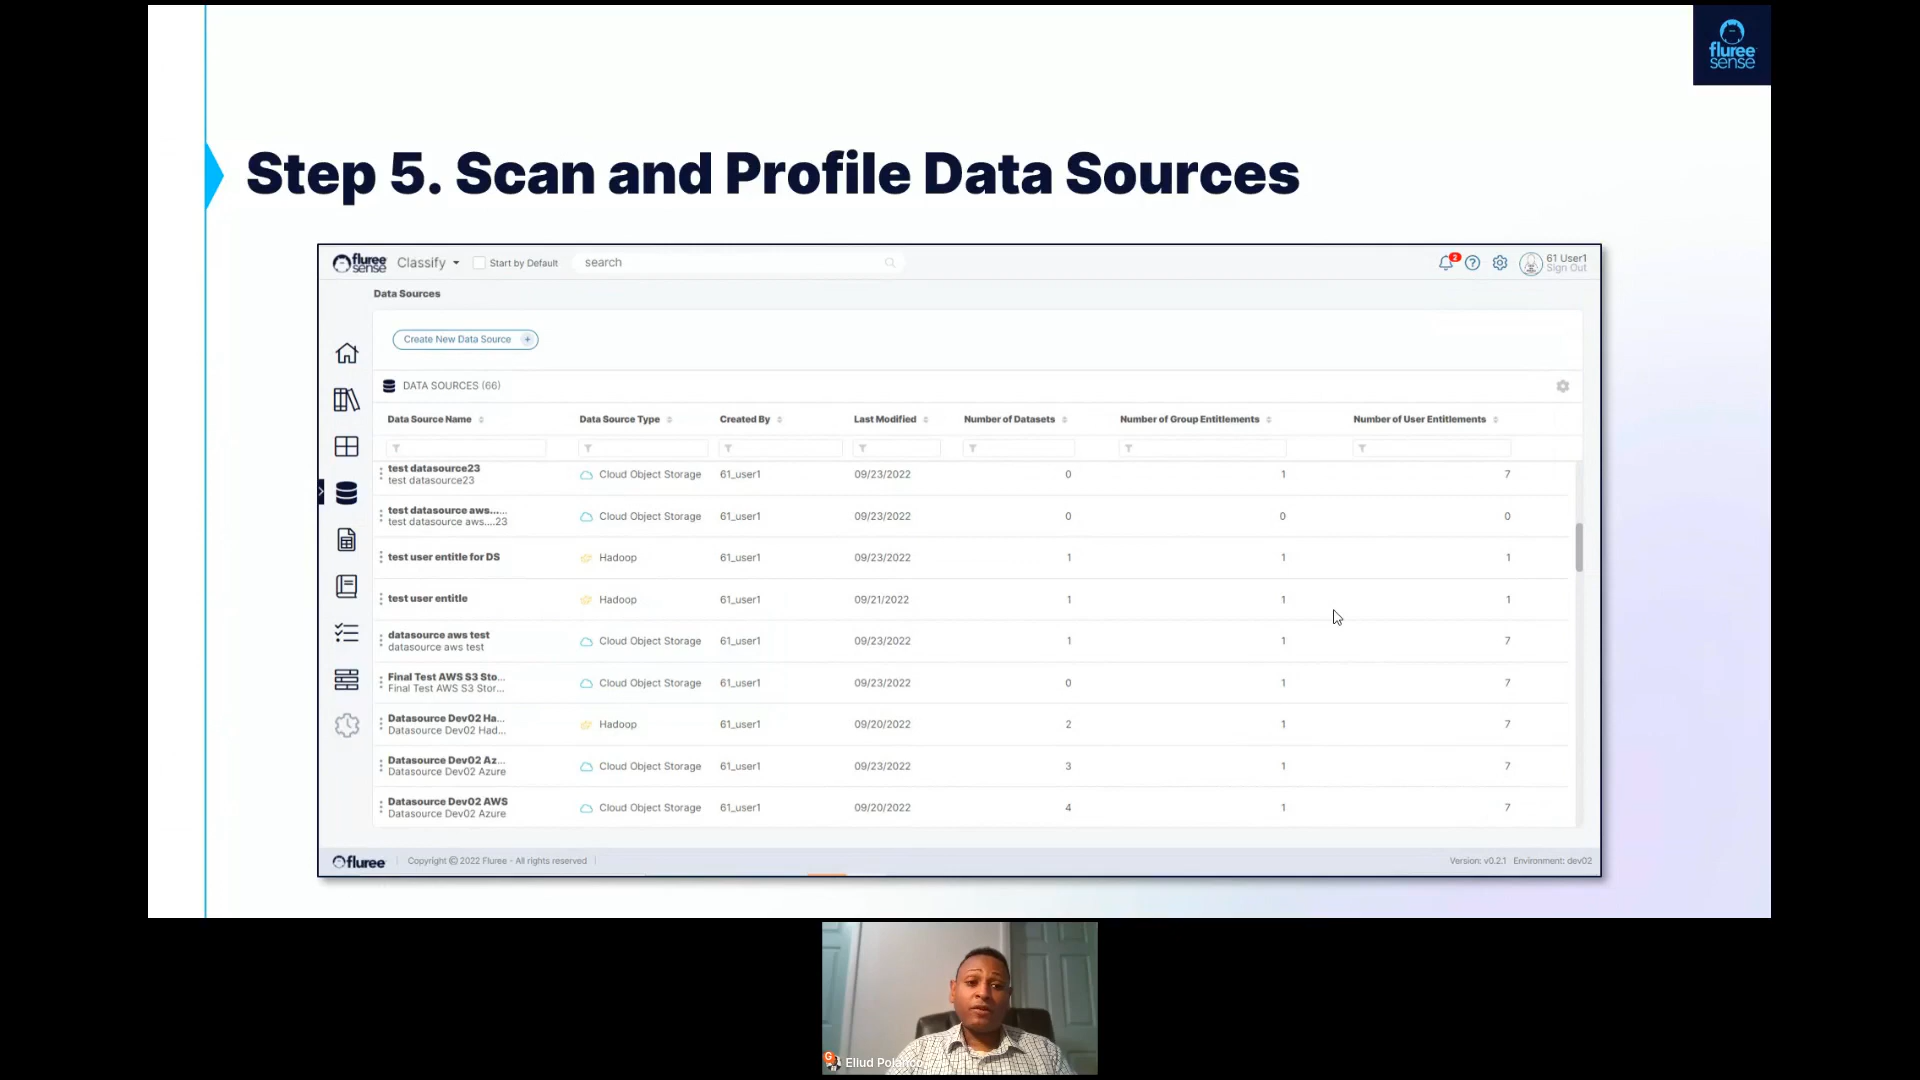 fluree
sense
Step 5. Scan and Profile Data Sources
fluree
sense
Classify
Start by Default
search
2
?
61 User1
Sign Out
Data Sources
Create New Data Source +
DATA SOURCES (66)
Data Source Name Data Source Type Created By Last Modified Number of Datasets Number of Group Entitlements Number of User Entitlements
test datasource23
test datasource23
Cloud Object Storage 61_user1 09/23/2022 0 1 7
test datasource aws.....
test datasource aws....23
Cloud Object Storage 61_user1 09/23/2022 0 0 0
test user entitle for DS Hadoop 61_user1 09/23/2022 1 1 1
test user entitle Hadoop 61_user1 09/21/2022 1 1 1
datasource aws test
datasource aws test
Cloud Object Storage 61_user1 09/23/2022 1 1 7
Final Test AWS S3 Sto...
Final Test AWS S3 Stor...
Cloud Object Storage 61_user1 09/23/2022 0 1 7
Datasource Dev02 Ha...
Datasource Dev02 Had...
Hadoop 61_user1 09/20/2022 2 1 7
Datasource Dev02 Az...
Datasource Dev02 Azure
Cloud Object Storage 61_user1 09/23/2022 3 1 7
Datasource Dev02 AWS
Datasource Dev02 Azure
Cloud Object Storage 61_user1 09/20/2022 4 1 7
fluree
Copyright © 2022 Fluree - All rights reserved
Version: v0.2.1 Environment: dev02
G
Eliud